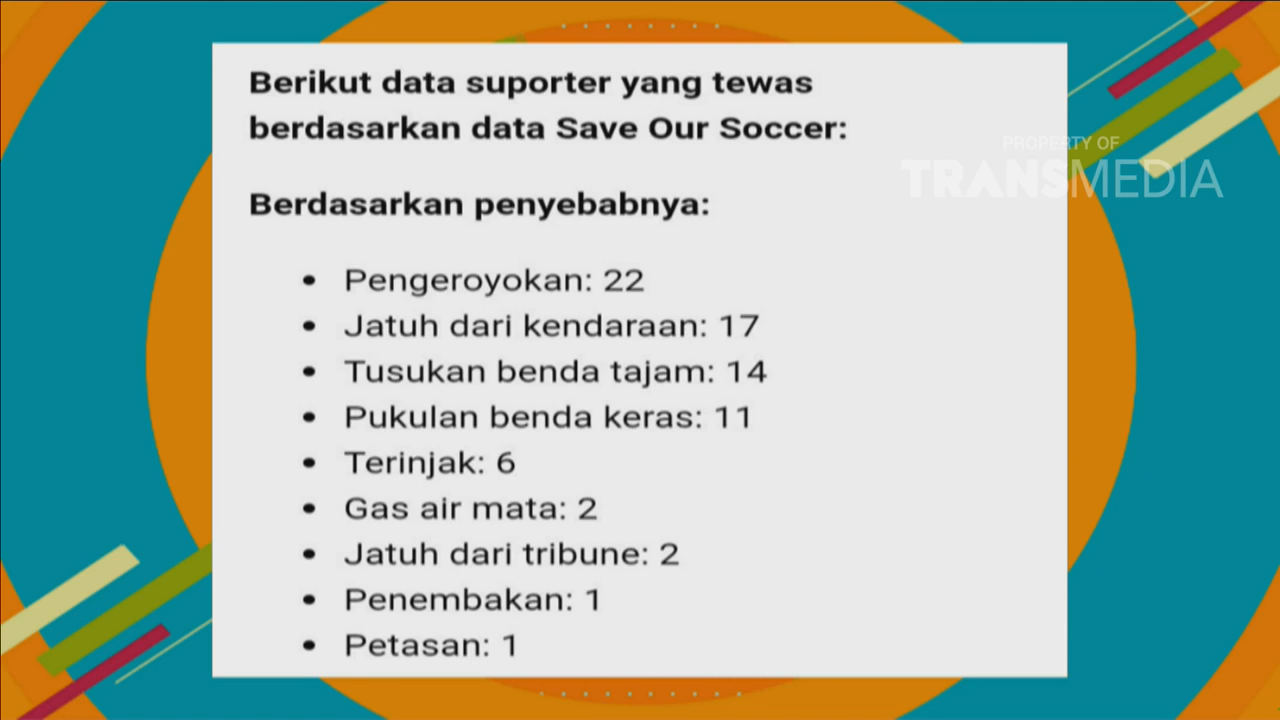 Berikut data suporter yang tewas
berdasarkan data Save Our Soccer:
PROPERTY OF
TRANSMEDIA
Berdasarkan penyebabnya:
• Pengeroyokan: 22
• Jatuh dari kendaraan: 17
• Tusukan benda tajam: 14
• Pukulan benda keras: 11
• Terinjak: 6
• Gas air mata: 2
• Jatuh dari tribune: 2
• Penembakan: 1
• Petasan: 1